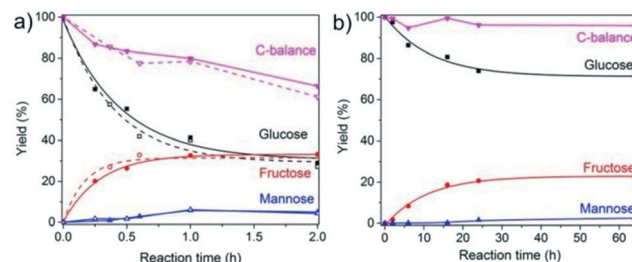 a)
Yield (%)
100
80
60
40
20
0
C-balance
Glucose
Fructose
Mannose
0.0 0.5 1.0 1.5 2.0
Reaction time (h)
b)
Yield (%)
100
80
60
40
20
0
C-balance
Glucose
Fructose
Mannose
0 10 20 30 40 50 60
Reaction time (h)